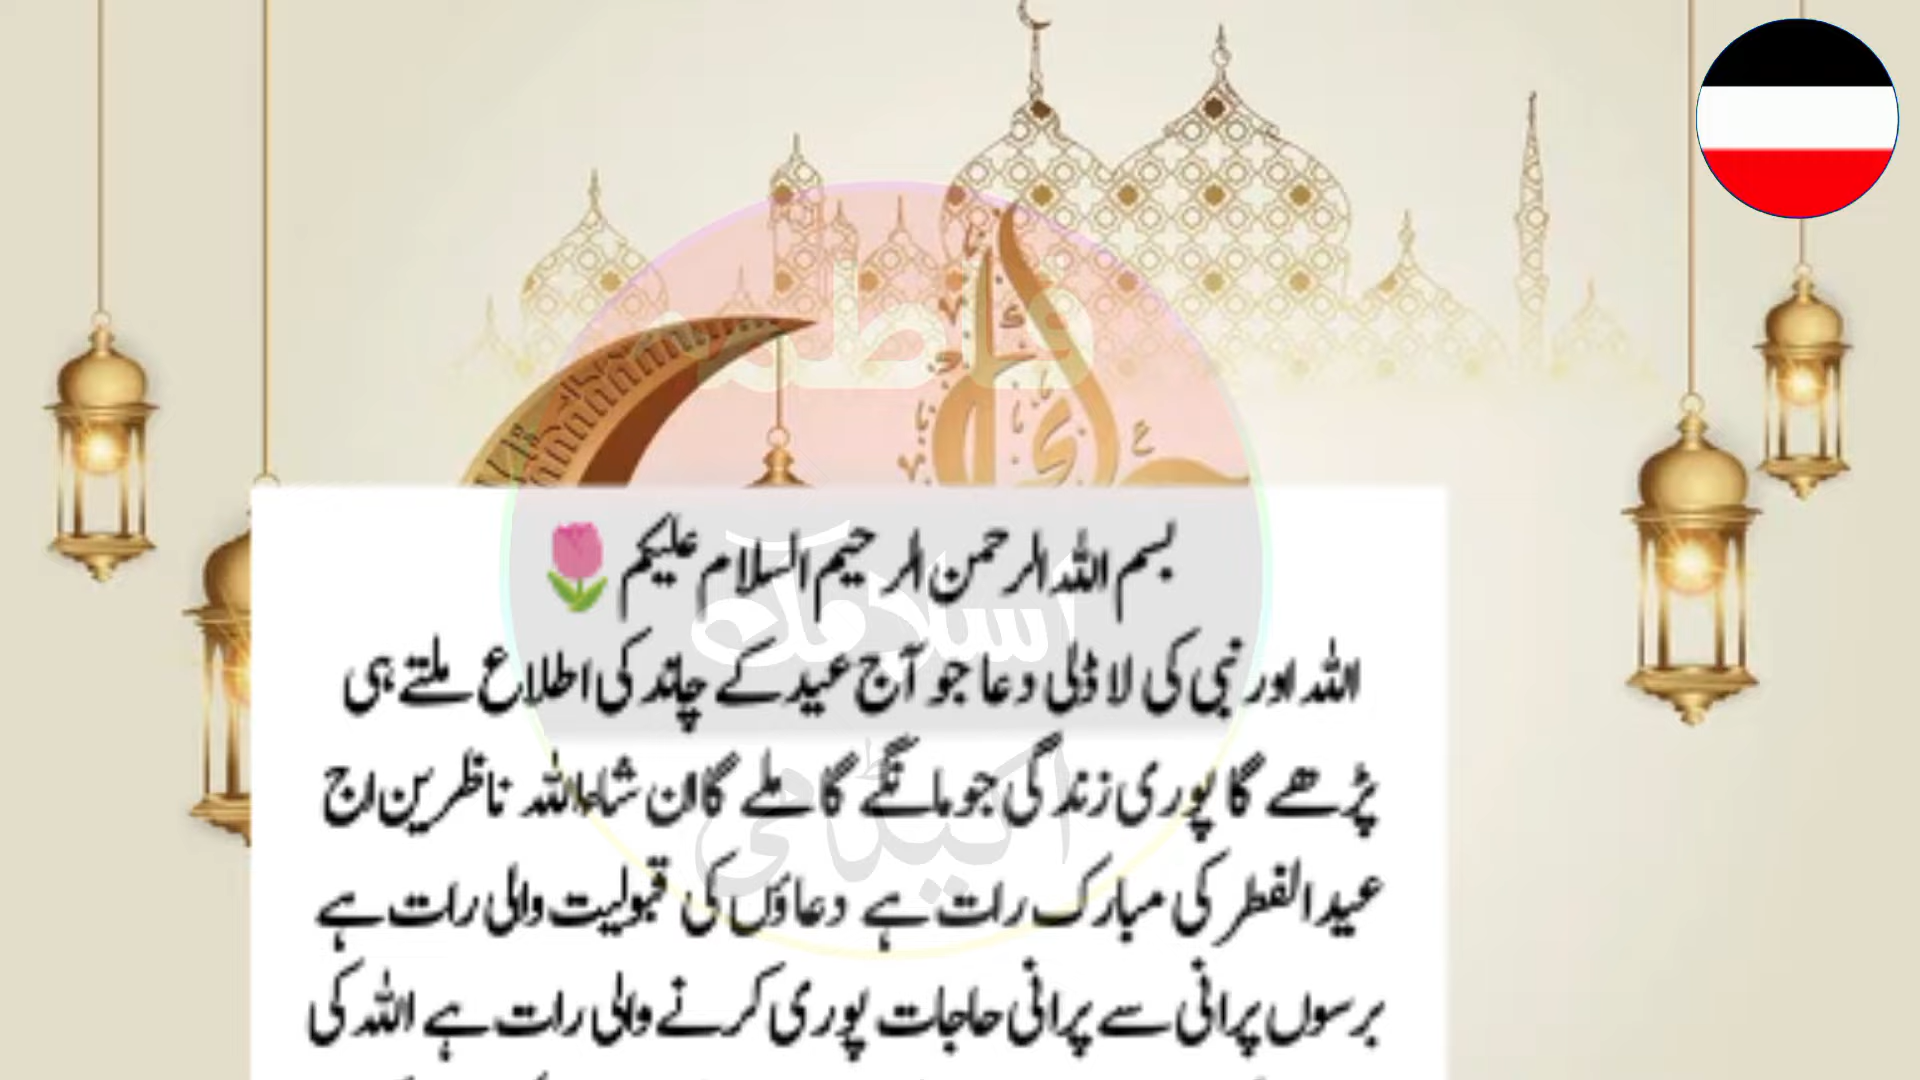 فاطمہ
اسلامک
اکیڈمی
بسم اللہ الرحمن الرحیم السلام علیکم🌷
اللہ اور نبی کی لاڈلی دعا جو آج عید کے چاند کی اطلاع ملتے ہی
پڑھے گا پوری زندگی جو مانگے گا ملے گا ان شاءاللہ ناظرین اج
عید الفطر کی مبارک رات ہے دعاؤں کی قبولیت والی رات ہے
برسوں پرانی سے پرانی حاجات پوری کرنے والی رات ہے اللہ کی